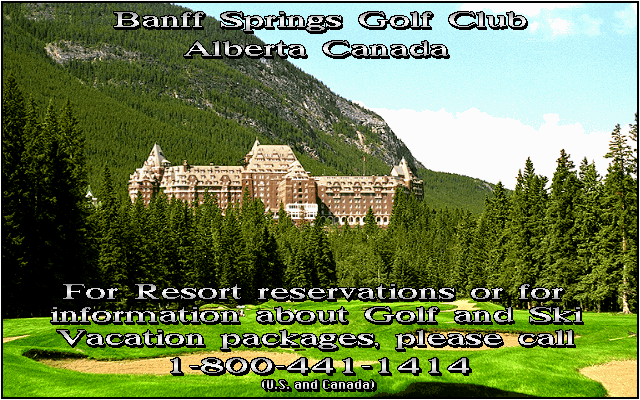 Banff Springs Golf Club
Alberta Canada
For Resort reservations or for
information about Golf and Ski
Vacation packages, please call
1-800-441-1414
(U.S. and Canada)